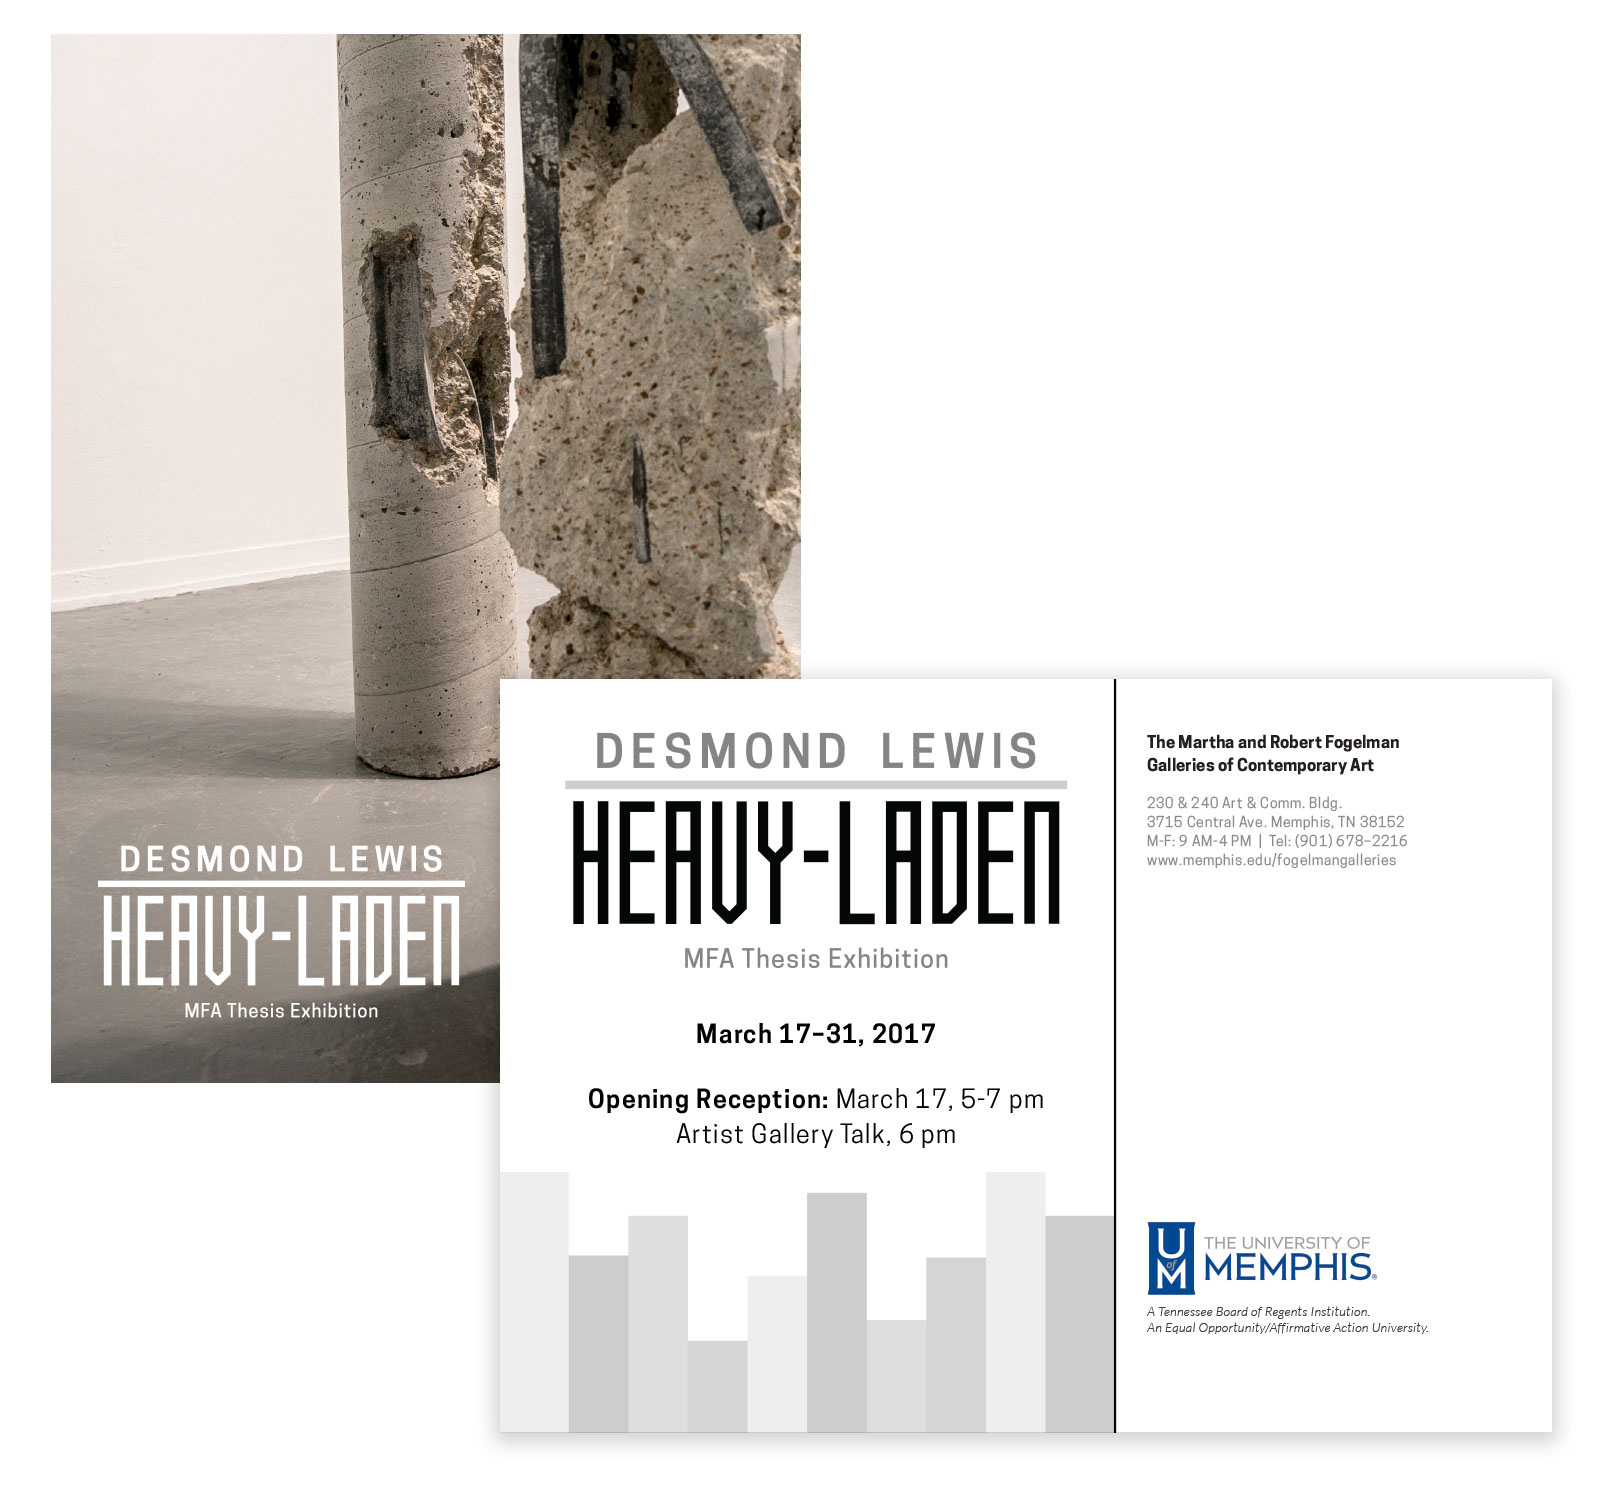 DESMOND LEWIS
HEAVY-LADEN
MFA Thesis Exhibition
DESMOND LEWIS
HEAVY-LADEN
MFA Thesis Exhibition
March 17–31, 2017
Opening Reception: March 17, 5-7 pm
Artist Gallery Talk, 6 pm
The Martha and Robert Fogelman
Galleries of Contemporary Art
230 & 240 Art & Comm. Bldg.
3715 Central Ave. Memphis, TN 38152
M-F: 9 AM-4 PM | Tel: (901) 678–2216
www.memphis.edu/fogelmangalleries
U of M
THE UNIVERSITY OF
MEMPHIS®
A Tennessee Board of Regents Institution.
An Equal Opportunity/Affirmative Action University.